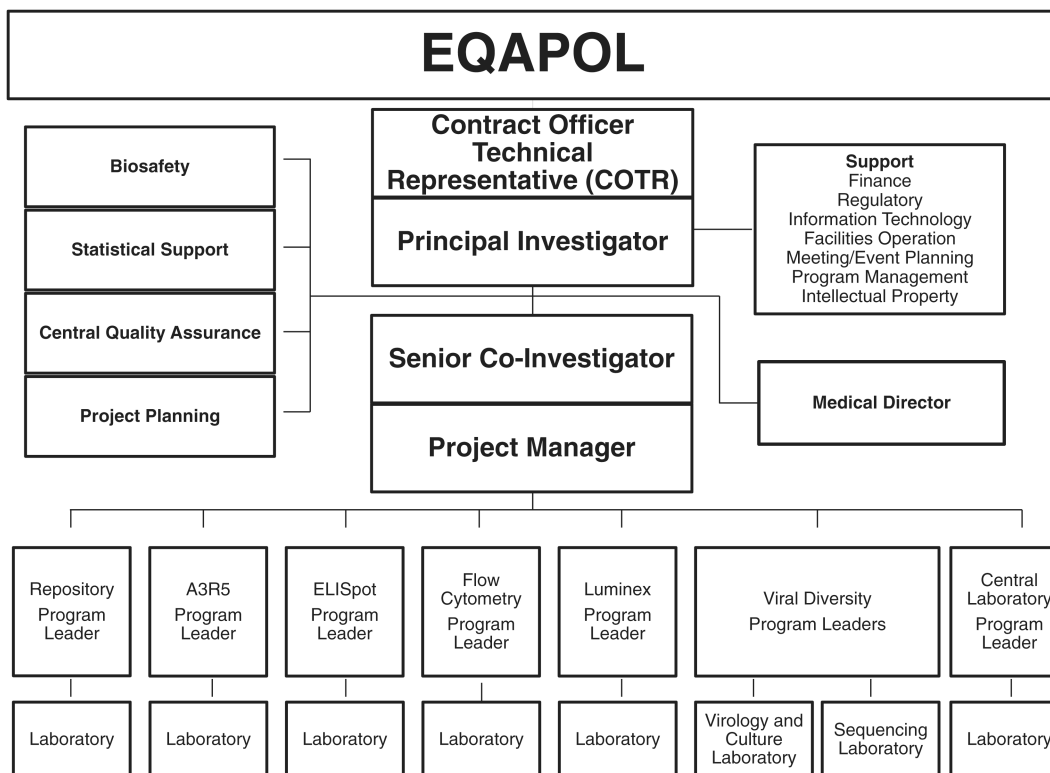 EQAPOL
Contract Officer
Technical
Representative (COTR)
Principal Investigator
Biosafety
Statistical Support
Central Quality Assurance
Project Planning
Support
Finance
Regulatory
Information Technology
Facilities Operation
Meeting/Event Planning
Program Management
Intellectual Property
Senior Co-Investigator
Project Manager
Medical Director
Repository
Program
Leader
A3R5
Program
Leader
ELISpot
Program
Leader
Flow
Cytometry
Program
Leader
Luminex
Program
Leader
Viral Diversity
Program Leaders
Central
Laboratory
Program
Leader
Laboratory
Laboratory
Laboratory
Laboratory
Laboratory
Virology and
Culture
Laboratory
Sequencing
Laboratory
Laboratory